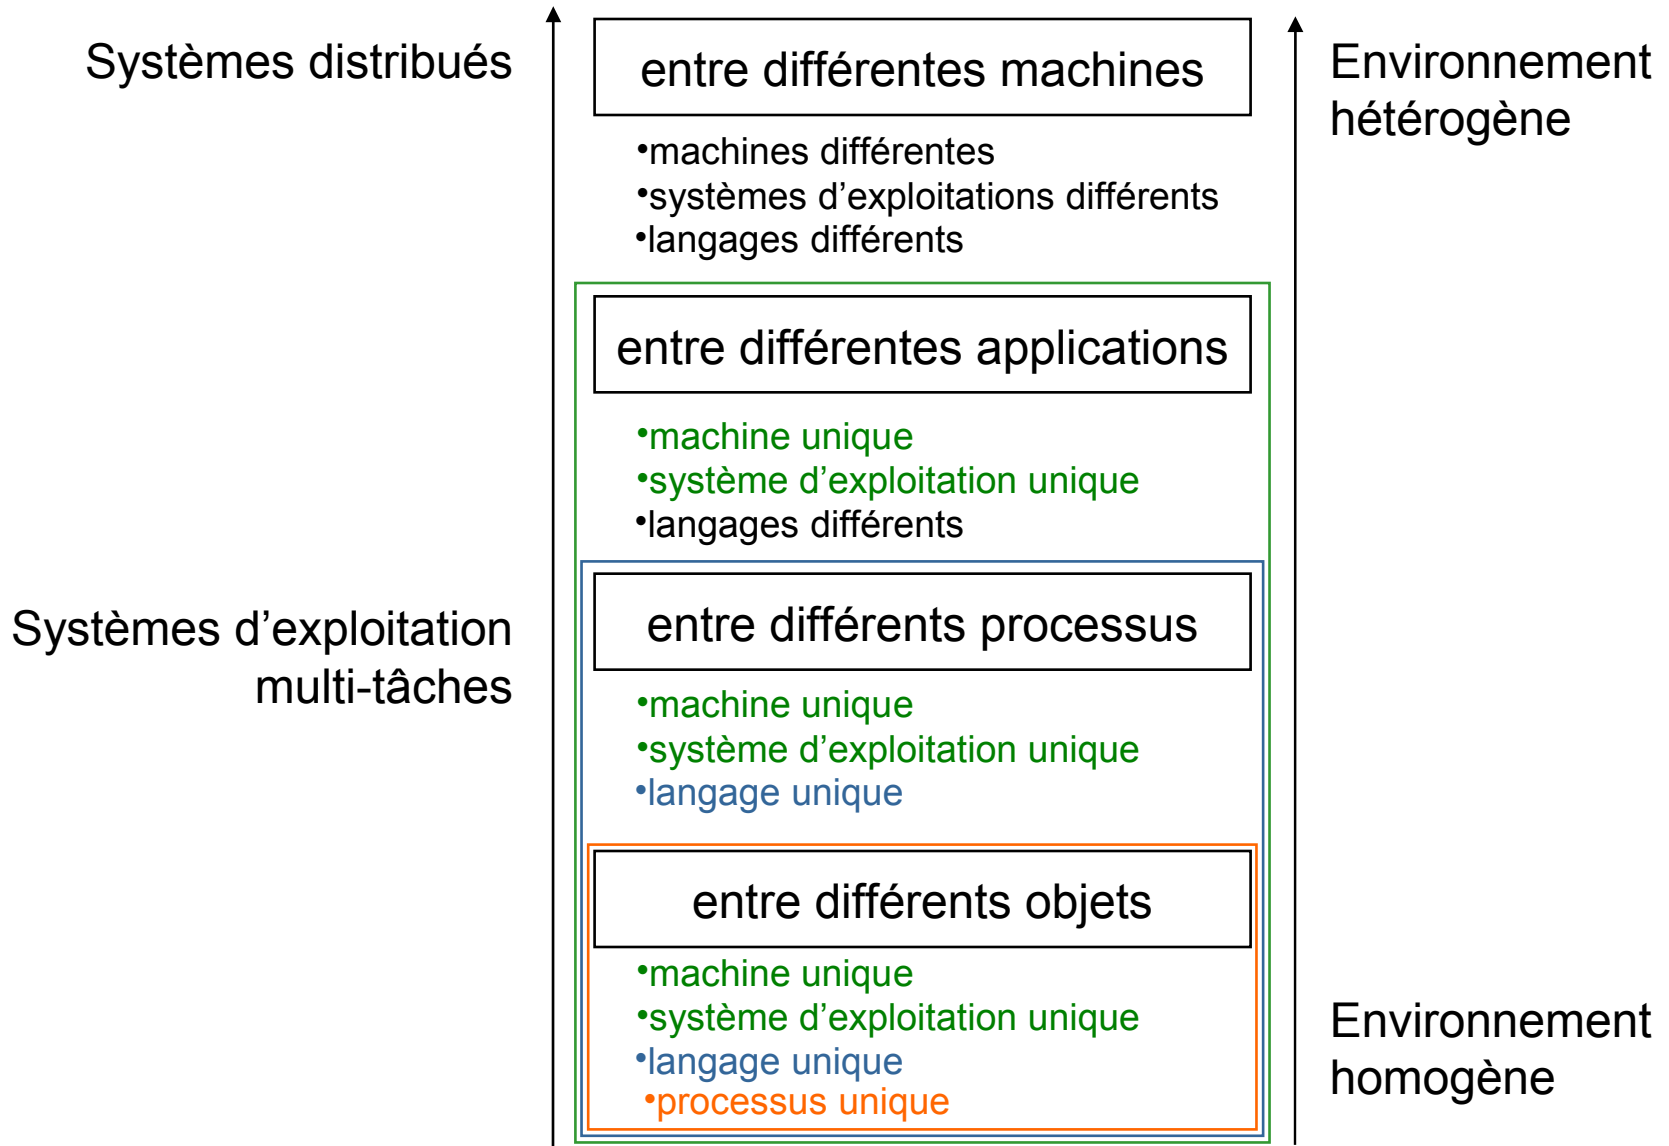 Systèmes distribués
entre différentes machines
Environnement
hétérogène
•machines différentes
•systèmes d’exploitations différents
•langages différents
entre différentes applications
•machine unique
•système d’exploitation unique
•langages différents
Systèmes d’exploitation
multi-tâches
entre différents processus
•machine unique
•système d’exploitation unique
•langage unique
entre différents objets
•machine unique
•système d’exploitation unique
•langage unique
•processus unique
Environnement
homogène